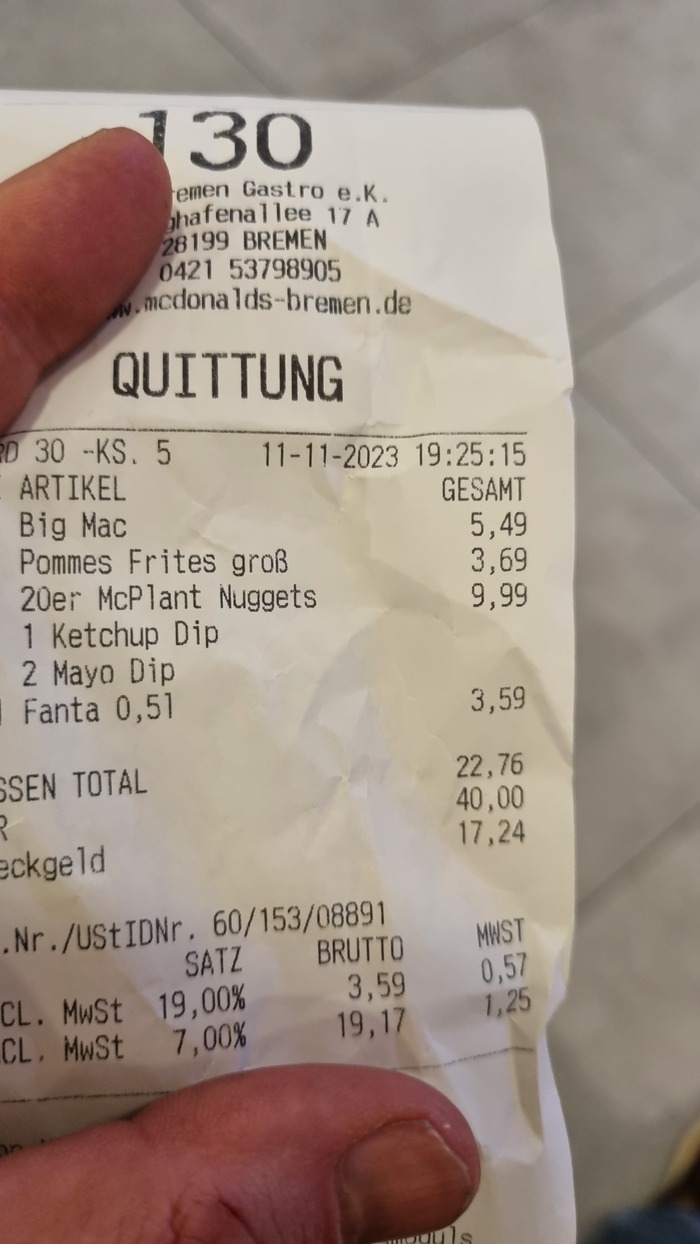 130
emen Gastro e.K.
ghafenallee 17 A
28199 BREMEN
0421 53798905
.mcdonalds-bremen.de
QUITTUNG
30 -KS. 5 11-11-2023 19:25:15
ARTIKEL GESAMT
Big Mac 5,49
Pommes Frites groß 3,69
20er McPlant Nuggets 9,99
1 Ketchup Dip
2 Mayo Dip
Fanta 0,5l 3,59
SSEN TOTAL 22,76
R 40,00
eckgeld 17,24
.Nr./UStIDNr. 60/153/08891
SATZ BRUTTO MWST
CL. MwSt 19,00% 3,59 0,57
CL. MwSt 7,00% 19,17 1,25